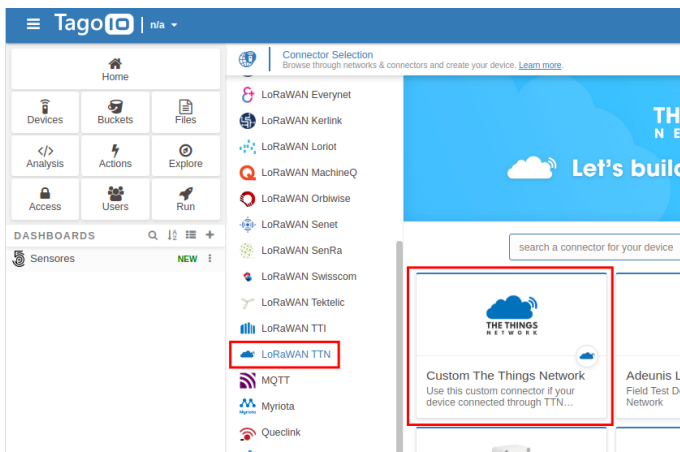 TagoIO
n/a
Home
Devices
Buckets
Files
Analysis
Actions
Explore
Access
Users
Run
DASHBOARDS
Sensores
NEW
Connector Selection
Browse through networks & connectors and create your device. Learn more.
LoRaWAN Everynet
LoRaWAN Kerlink
LoRaWAN Loriot
LoRaWAN MachineQ
LoRaWAN Orbiwise
LoRaWAN Senet
LoRaWAN SenRa
LoRaWAN Swisscom
LoRaWAN Tektelic
LoRaWAN TTI
LoRaWAN TTN
MQTT
Myriota
Myriota
Queclink
TH
N E
Let's build
search a connector for your device
THE THINGS
NETWORK
Custom The Things Network
Use this custom connector if your
device connected through TTN...
Adeunis L
Field Test De
Network